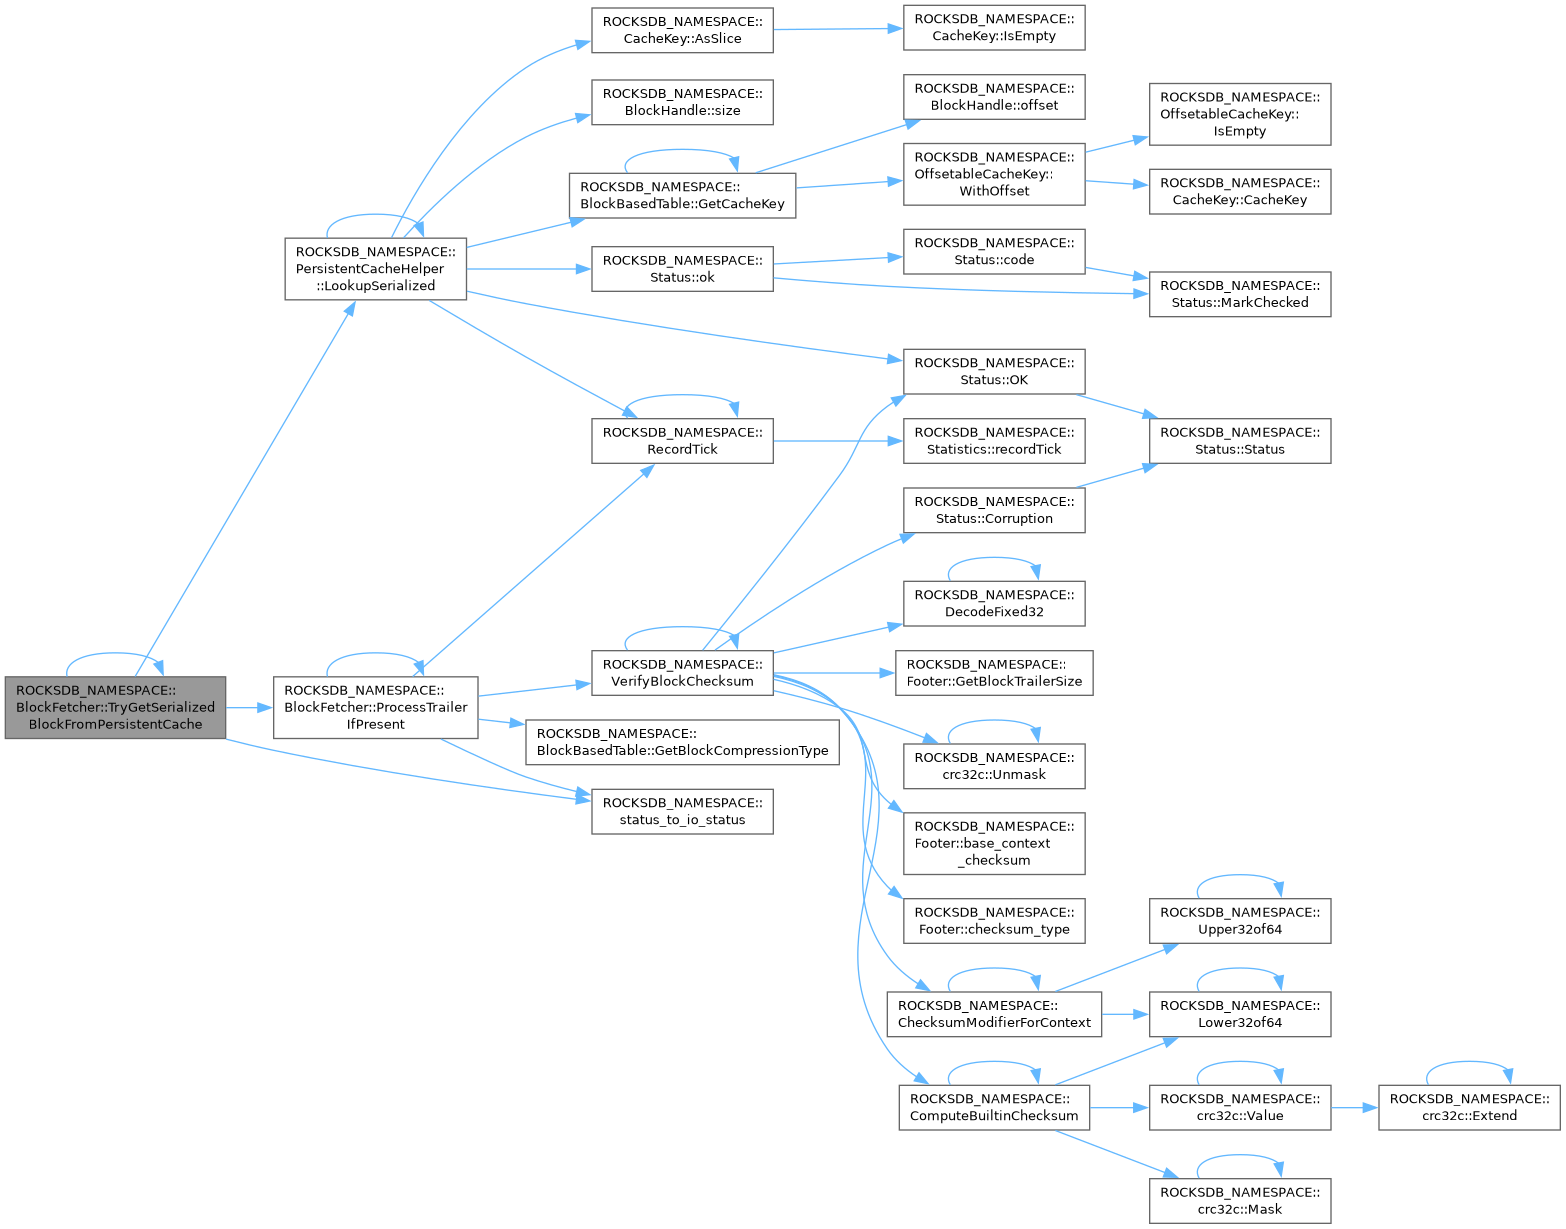 ROCKSDB_NAMESPACE::
BlockFetcher::TryGetSerialized
BlockFromPersistentCache
ROCKSDB_NAMESPACE::
PersistentCacheHelper
::LookupSerialized
ROCKSDB_NAMESPACE::
BlockFetcher::ProcessTrailer
IfPresent
ROCKSDB_NAMESPACE::
CacheKey::AsSlice
ROCKSDB_NAMESPACE::
BlockHandle::size
ROCKSDB_NAMESPACE::
BlockBasedTable::GetCacheKey
ROCKSDB_NAMESPACE::
Status::ok
ROCKSDB_NAMESPACE::
RecordTick
ROCKSDB_NAMESPACE::
VerifyBlockChecksum
ROCKSDB_NAMESPACE::
BlockBasedTable::GetBlockCompressionType
ROCKSDB_NAMESPACE::
status_to_io_status
ROCKSDB_NAMESPACE::
CacheKey::IsEmpty
ROCKSDB_NAMESPACE::
BlockHandle::offset
ROCKSDB_NAMESPACE::
OffsetableCacheKey::
WithOffset
ROCKSDB_NAMESPACE::
Status::code
ROCKSDB_NAMESPACE::
Status::OK
ROCKSDB_NAMESPACE::
Statistics::recordTick
ROCKSDB_NAMESPACE::
Status::Corruption
ROCKSDB_NAMESPACE::
DecodeFixed32
ROCKSDB_NAMESPACE::
Footer::GetBlockTrailerSize
ROCKSDB_NAMESPACE::
crc32c::Unmask
ROCKSDB_NAMESPACE::
Footer::base_context
_checksum
ROCKSDB_NAMESPACE::
Footer::checksum_type
ROCKSDB_NAMESPACE::
ChecksumModifierForContext
ROCKSDB_NAMESPACE::
ComputeBuiltinChecksum
ROCKSDB_NAMESPACE::
OffsetableCacheKey::
IsEmpty
ROCKSDB_NAMESPACE::
CacheKey::CacheKey
ROCKSDB_NAMESPACE::
Status::MarkChecked
ROCKSDB_NAMESPACE::
Status::Status
ROCKSDB_NAMESPACE::
Upper32of64
ROCKSDB_NAMESPACE::
Lower32of64
ROCKSDB_NAMESPACE::
crc32c::Value
ROCKSDB_NAMESPACE::
crc32c::Mask
ROCKSDB_NAMESPACE::
crc32c::Extend